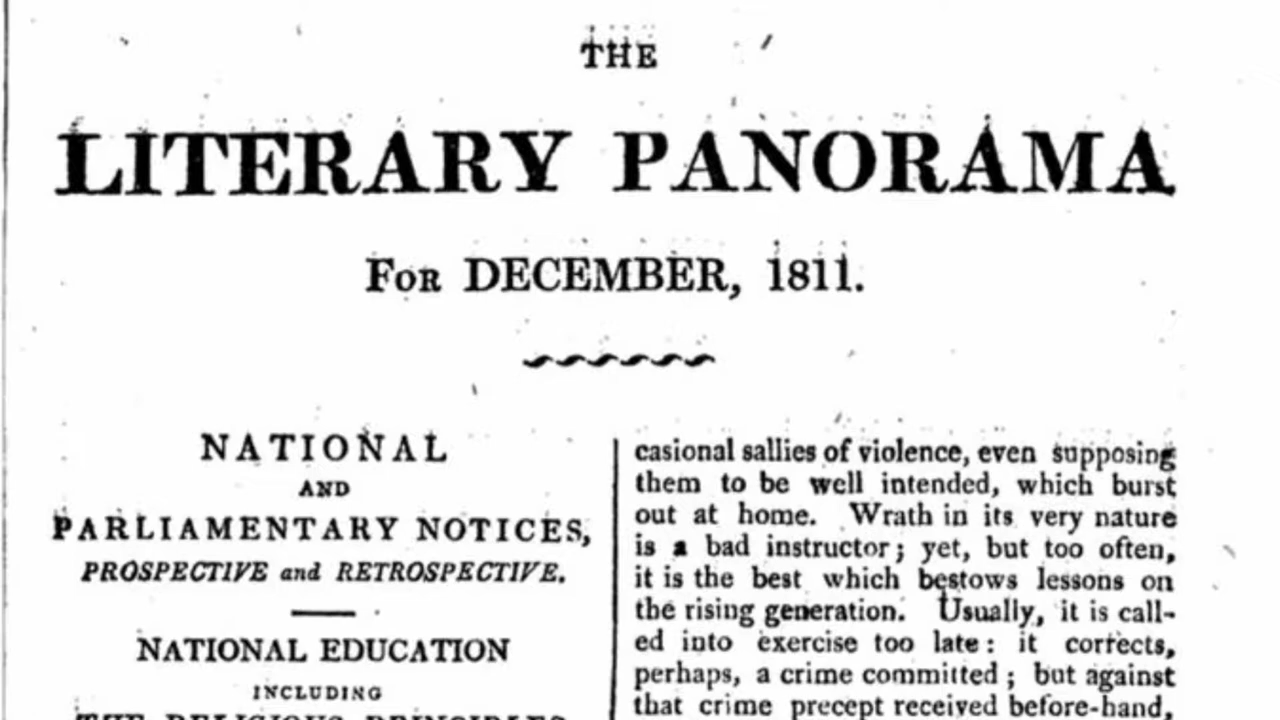 THE
LITERARY PANORAMA
FOR DECEMBER, 1811.
NATIONAL
AND
PARLIAMENTARY NOTICES,
PROSPECTIVE and RETROSPECTIVE.
NATIONAL EDUCATION
INCLUDING
THE RELIGIOUS PRINCIPLES
casional sallies of violence, even supposing
them to be well intended, which burst
out at home. Wrath in its very nature
is a bad instructor; yet, but too often,
it is the best which bestows lessons on
the rising generation. Usually, it is call-
ed into exercise too late: it corrects,
perhaps, a crime committed; but against
that crime precept received before-hand,